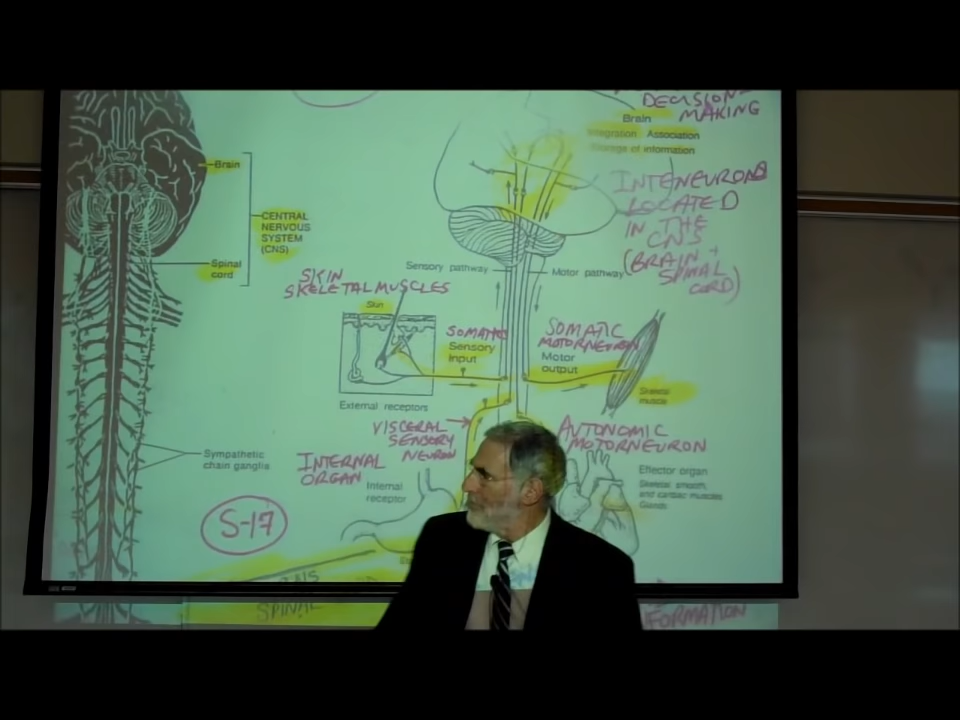 DECISION
MAKING
Brain
Integration Association
Storage of information
Brain
CENTRAL
NERVOUS
SYSTEM
(CNS)
Spinal
cord
INTENEURONS
LOCATED
IN THE
CNS
(BRAIN +
SPINAL
CORD)
Sensory pathway
Motor pathway
SKIN
SKELETAL MUSCLES
Skin
SOMATIC
Sensory
input
SOMATIC
MOTORNEURON
Motor
output
Skeletal
muscle
External receptors
VISCERAL
SENSORY
NEURON
AUTONOMIC
MOTORNEURON
Sympathetic
chain ganglia
INTERNAL
ORGAN
Internal
receptor
Effector organ
Skeletal, smooth,
and cardiac muscles
Glands
S-17
SPINAL
FORMATION